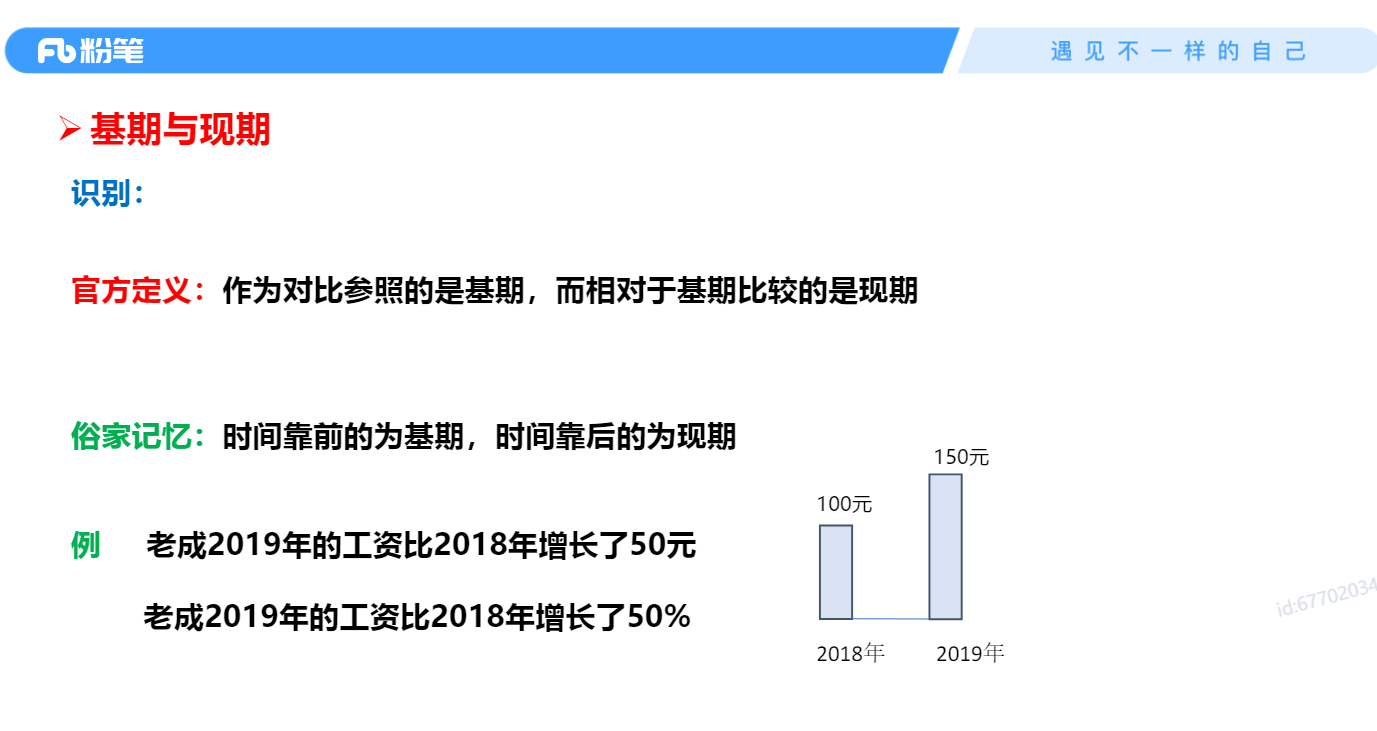 粉笔
遇见不一样的自己
基期与现期
识别：
官方定义：作为对比参照的是基期，而相对于基期比较的是现期
俗家记忆：时间靠前的为基期，时间靠后的为现期
150元
100元
例 老成2019年的工资比2018年增长了50元
老成2019年的工资比2018年增长了50%
id:67702034
2018年 2019年